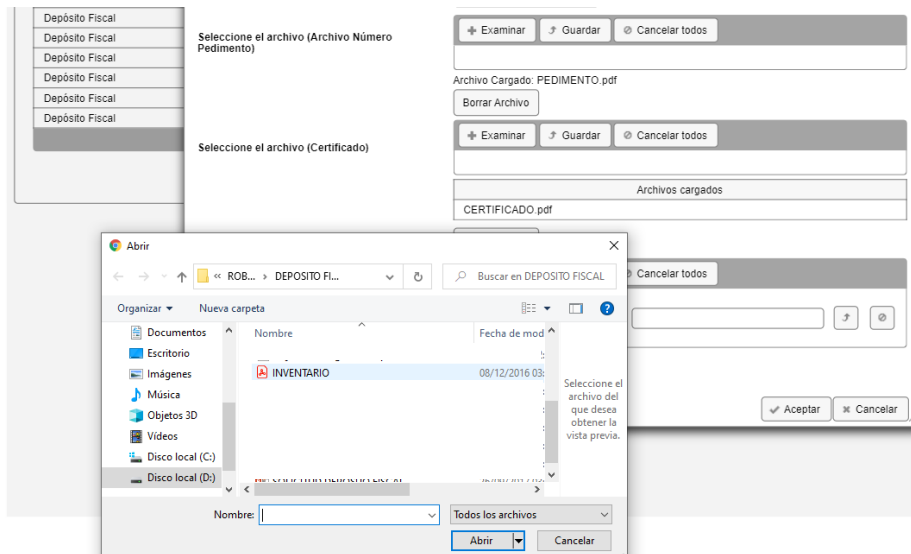 Depósito Fiscal
Depósito Fiscal
Depósito Fiscal
Depósito Fiscal
Depósito Fiscal
Depósito Fiscal
Seleccione el archivo (Archivo Número
Pedimento)
Examinar Guardar Cancelar todos
Archivo Cargado: PEDIMENTO.pdf
Borrar Archivo
Seleccione el archivo (Certificado)
Examinar Guardar Cancelar todos
Archivos cargados
CERTIFICADO.pdf
Cancelar todos
Aceptar Cancelar
Abrir
« ROB... › DEPOSITO FI...
Buscar en DEPOSITO FISCAL
Organizar Nueva carpeta
Documentos
Escritorio
Imágenes
Música
Objetos 3D
Vídeos
Disco local (C:)
Disco local (D:)
Nombre Fecha de mod
INVENTARIO 08/12/2016 03:
SOLICITUD DEPOSITO FISCAL
Seleccione el
archivo del
que desea
obtener la
vista previa.
Nombre:
Todos los archivos
Abrir Cancelar